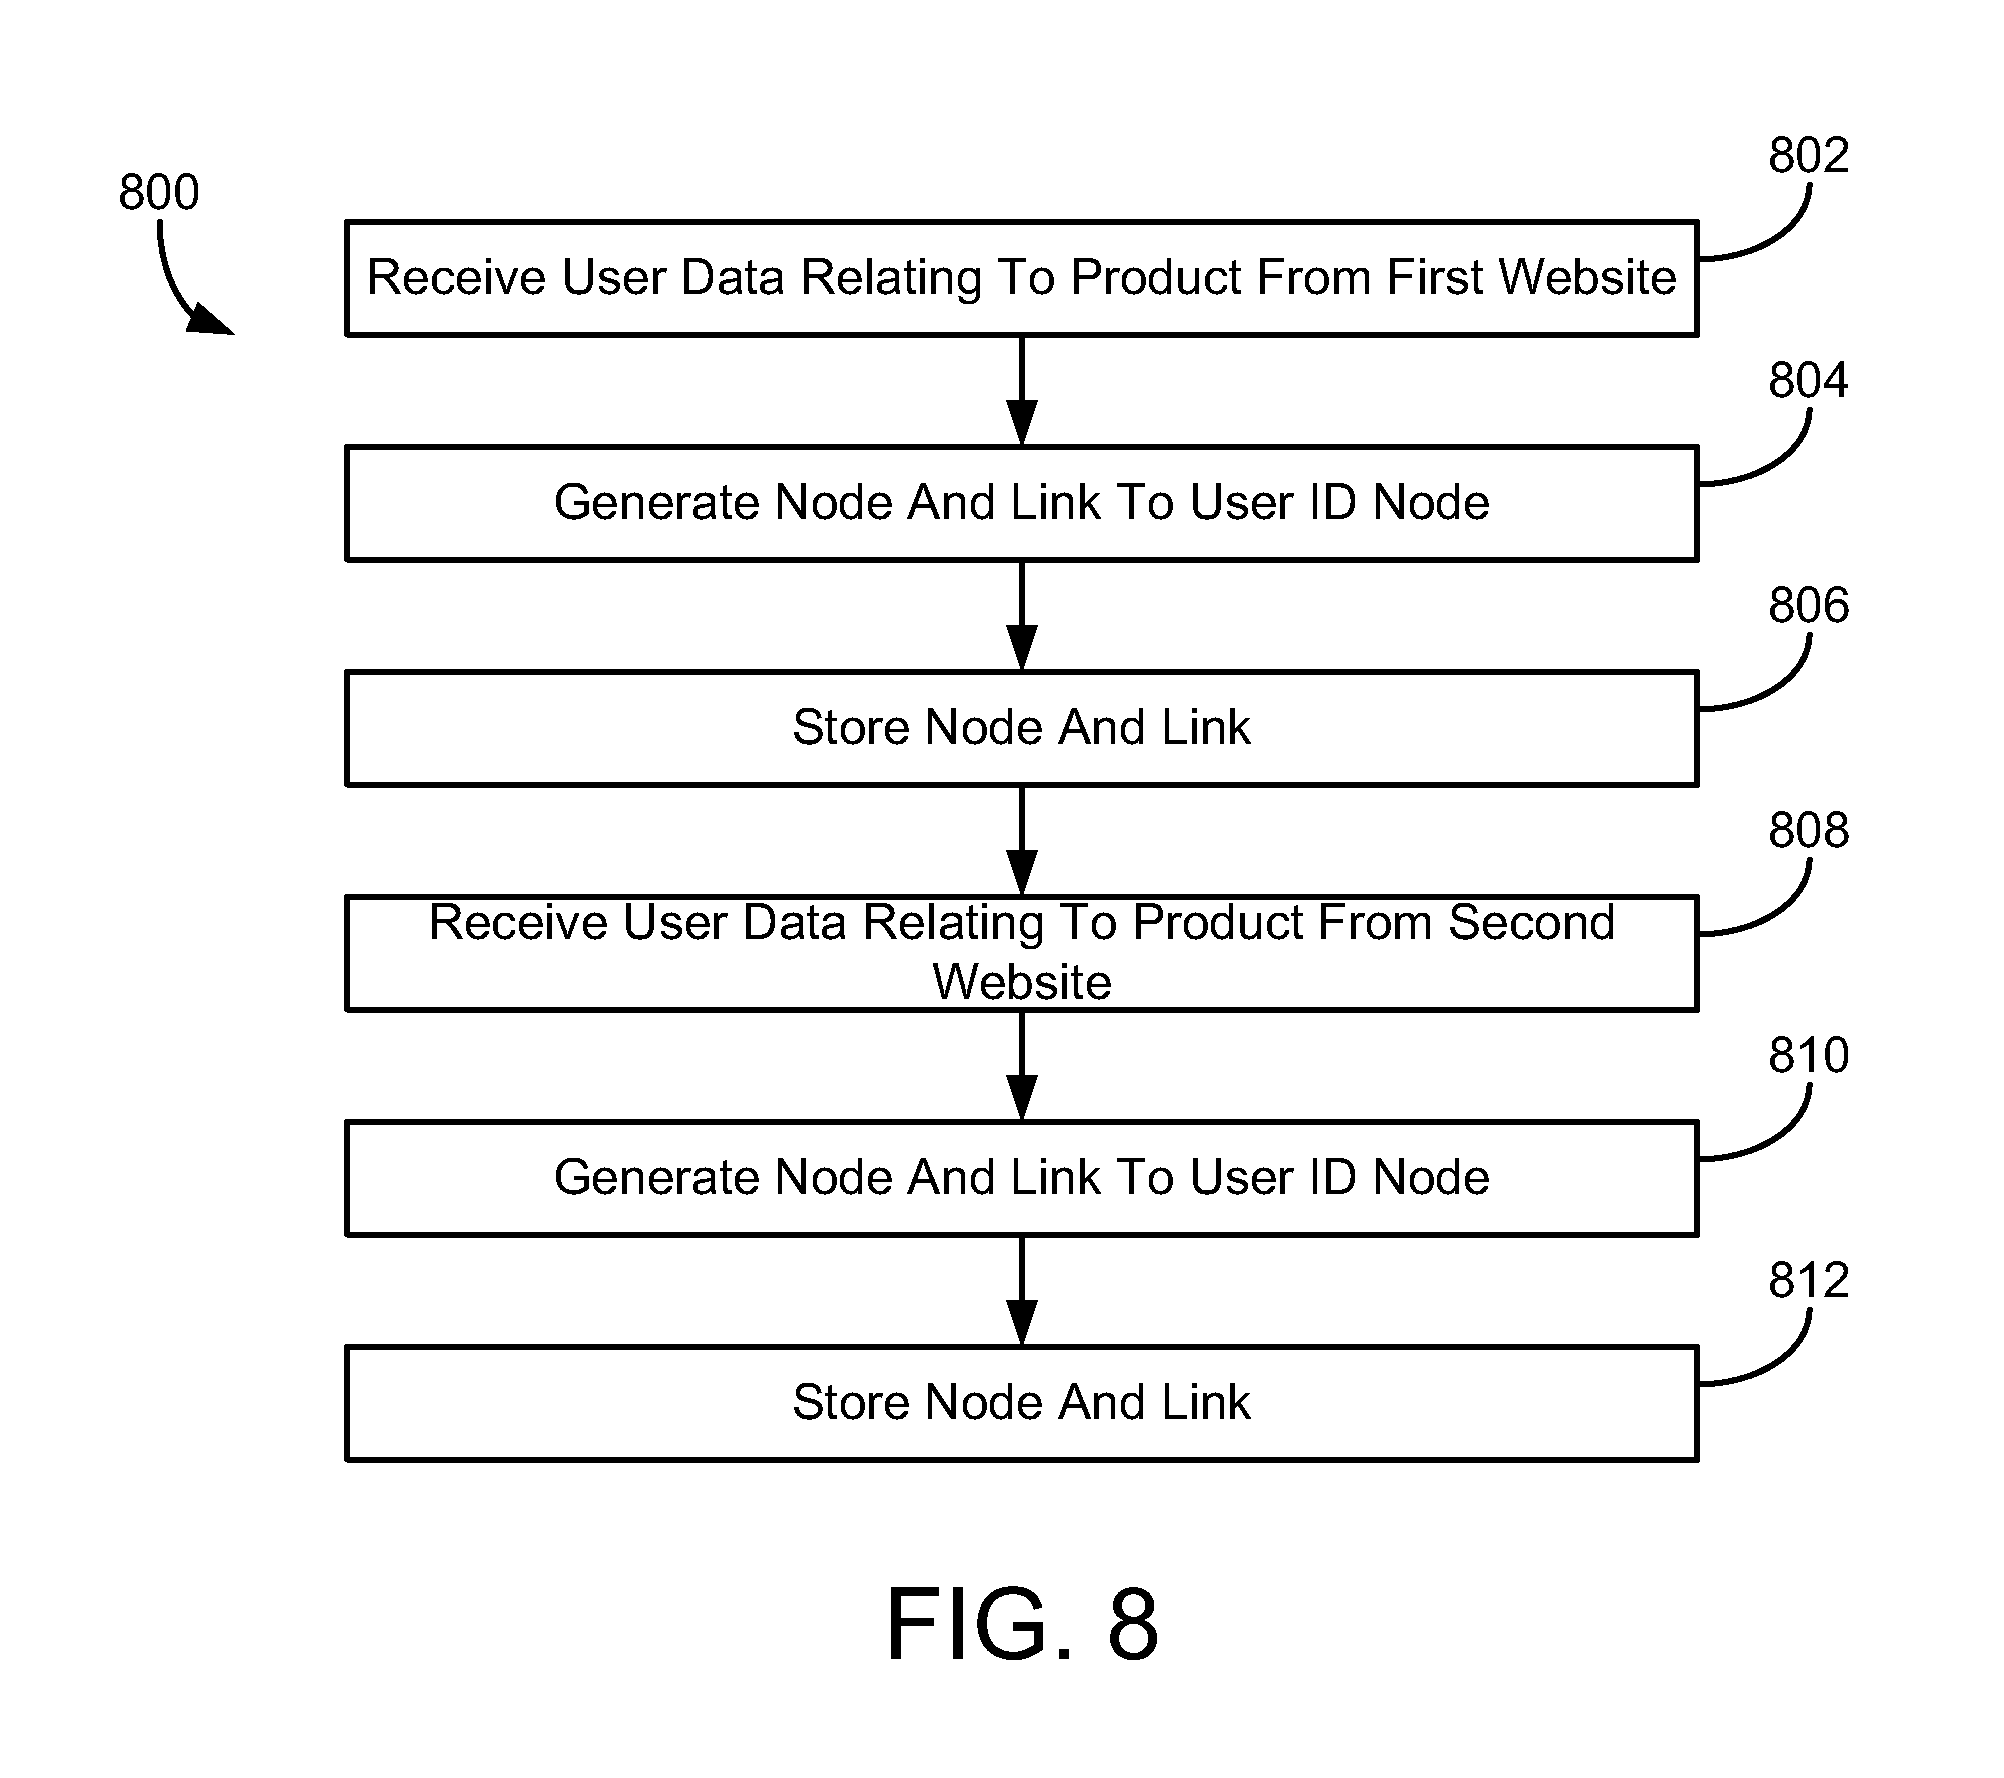 802
800
Receive User Data Relating To Product From First Website
804
Generate Node And Link To User ID Node
806
Store Node And Link
808
Receive User Data Relating To Product From Second
Website
810
Generate Node And Link To User ID Node
812
Store Node And Link
FIG. 8